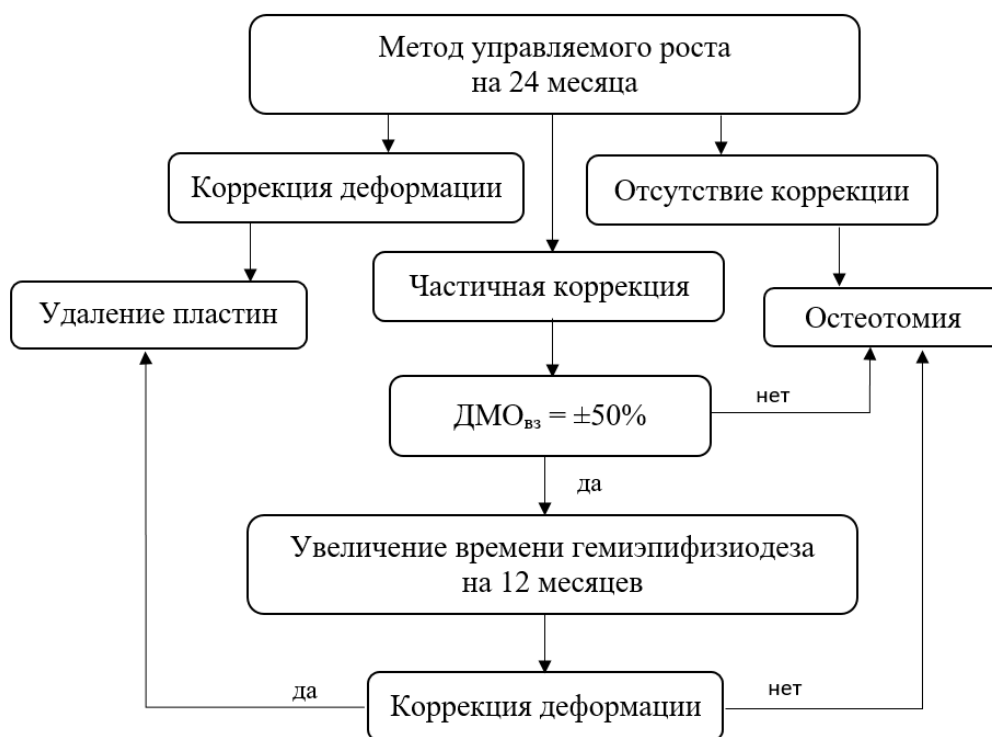 Метод управляемого роста
на 24 месяца
Коррекция деформации
Отсутствие коррекции
Частичная коррекция
Удаление пластин
Остеотомия
ДМОвз = ±50%
нет
да
Увеличение времени гемиэпифизиодеза
на 12 месяцев
да
Коррекция деформации
нет